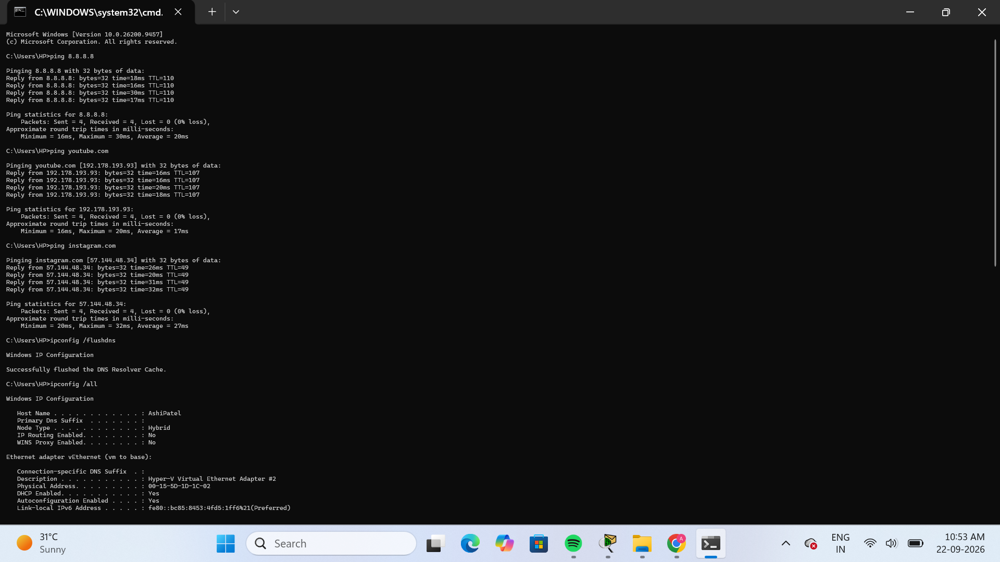 C:\WINDOWS\system32\cmd.
Microsoft Windows [Version 10.0.26200.9457]
(c) Microsoft Corporation. All rights reserved.
C:\Users\HP>ping 8.8.8.8
Pinging 8.8.8.8 with 32 bytes of data:
Reply from 8.8.8.8: bytes=32 time=18ms TTL=110
Reply from 8.8.8.8: bytes=32 time=16ms TTL=110
Reply from 8.8.8.8: bytes=32 time=30ms TTL=110
Reply from 8.8.8.8: bytes=32 time=17ms TTL=110
Ping statistics for 8.8.8.8:
    Packets: Sent = 4, Received = 4, Lost = 0 (0% loss),
Approximate round trip times in milli-seconds:
    Minimum = 16ms, Maximum = 30ms, Average = 20ms
C:\Users\HP>ping youtube.com
Pinging youtube.com [192.178.193.93] with 32 bytes of data:
Reply from 192.178.193.93: bytes=32 time=16ms TTL=107
Reply from 192.178.193.93: bytes=32 time=16ms TTL=107
Reply from 192.178.193.93: bytes=32 time=20ms TTL=107
Reply from 192.178.193.93: bytes=32 time=18ms TTL=107
Ping statistics for 192.178.193.93:
    Packets: Sent = 4, Received = 4, Lost = 0 (0% loss),
Approximate round trip times in milli-seconds:
    Minimum = 16ms, Maximum = 20ms, Average = 17ms
C:\Users\HP>ping instagram.com
Pinging instagram.com [57.144.48.34] with 32 bytes of data:
Reply from 57.144.48.34: bytes=32 time=26ms TTL=49
Reply from 57.144.48.34: bytes=32 time=20ms TTL=49
Reply from 57.144.48.34: bytes=32 time=31ms TTL=49
Reply from 57.144.48.34: bytes=32 time=32ms TTL=49
Ping statistics for 57.144.48.34:
    Packets: Sent = 4, Received = 4, Lost = 0 (0% loss),
Approximate round trip times in milli-seconds:
    Minimum = 20ms, Maximum = 32ms, Average = 27ms
C:\Users\HP>ipconfig /flushdns
Windows IP Configuration
Successfully flushed the DNS Resolver Cache.
C:\Users\HP>ipconfig /all
Windows IP Configuration
   Host Name . . . . . . . . . . . . : AshiPatel
   Primary Dns Suffix  . . . . . . . :
   Node Type . . . . . . . . . . . . : Hybrid
   IP Routing Enabled. . . . . . . . : No
   WINS Proxy Enabled. . . . . . . . : No
Ethernet adapter vEthernet (vm to base):
   Connection-specific DNS Suffix  . :
   Description . . . . . . . . . . . : Hyper-V Virtual Ethernet Adapter #2
   Physical Address. . . . . . . . . : 00-15-5D-1D-1C-02
   DHCP Enabled. . . . . . . . . . . : Yes
   Autoconfiguration Enabled . . . . : Yes
   Link-local IPv6 Address . . . . . : fe80::bc85:8453:4fd5:1ff6%21(Preferred)
31°C
Sunny
Search
A
ENG
IN
10:53 AM
22-09-2026